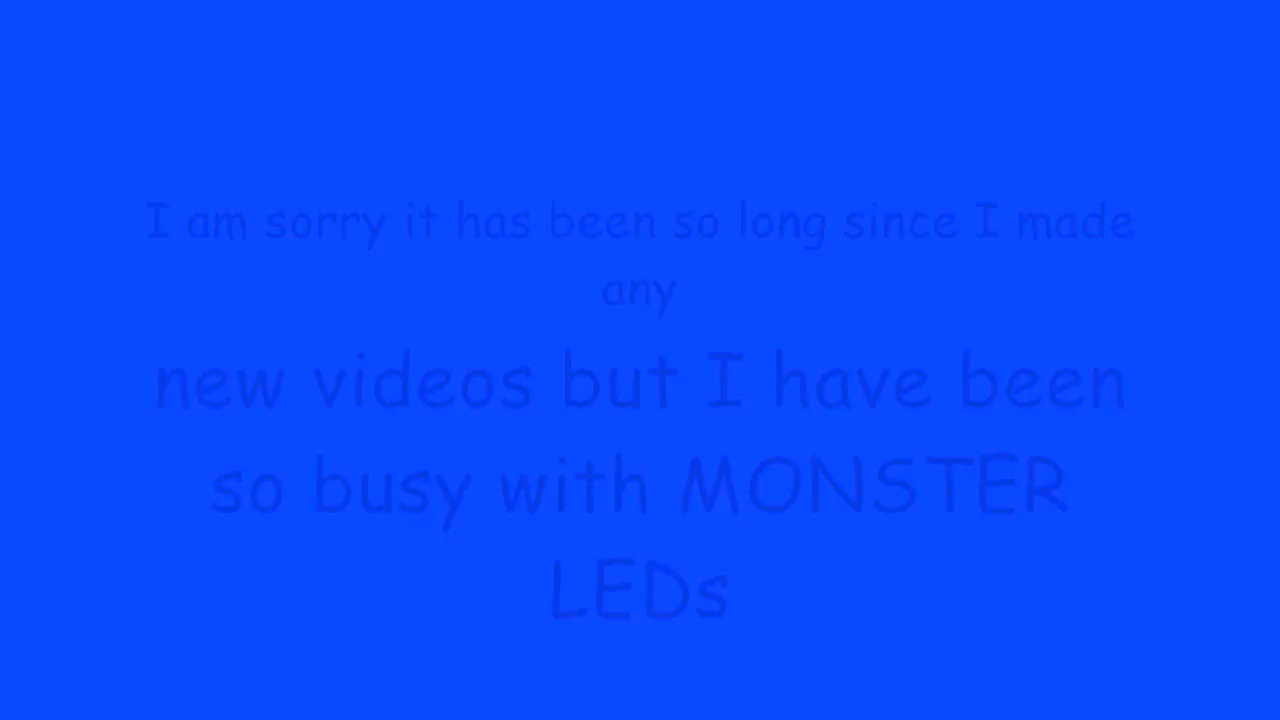 I am sorry it has been so long since I made
any
new videos but I have been
so busy with MONSTER
LEDs